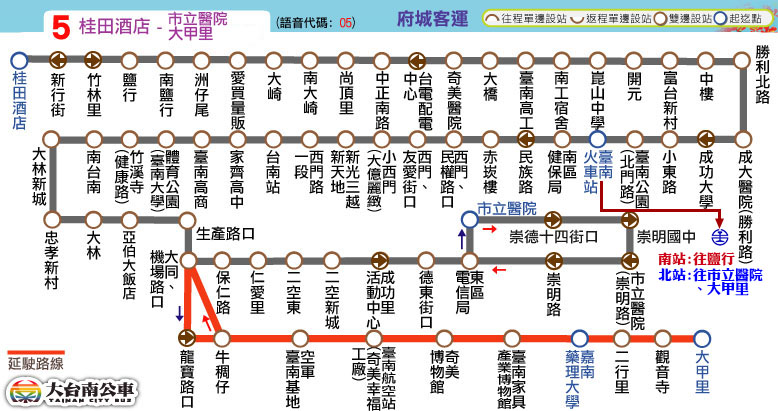 5 桂田酒店 - 市立醫院
大甲里
(語音代碼: 05)
府城客運
往程單邊設站
返程單邊設站
雙邊設站
起迄點
桂田酒店
新行街
竹林里
鹽行
南鹽行
洲仔尾
愛買量販
大崎
南大崎
尚頂里
中正南路
台電配電
中心
奇美醫院
大橋
臺南高工
南工宿舍
崑山中學
開元
富台新村
中樓
勝利北路
成大醫院(勝利路)
成功大學
小東路
臺南公園
(北門路)
臺南
火車站
南區
健保局
民族路
赤崁樓
西門、
民權路口
西門、
友愛街口
小西門
(大億麗緻)
新光三越
新天地
西門路
一段
台南站
家齊高中
臺南高商
體育公園
(臺南大學)
竹溪寺
(健康路)
南台南
大林新城
忠孝新村
大林
亞伯大飯店
生產路口
大同、
機場路口
保仁路
仁愛里
二空東
二空新城
成功里
活動中心
德東街口
東區
電信局
市立醫院
崇德十四街口
崇明國中
市立醫院
(崇明路)
崇明路
南站:往鹽行
北站:往市立醫院
、大甲里
龍寶路口
牛稠仔
空軍
臺南基地
臺南航空站
(奇美幸福
工廠)
奇美
博物館
臺南家具
產業博物館
嘉南
藥理大學
二行里
觀音寺
大甲里
延駛路線
大台南公車
TAINAN CITY BUS